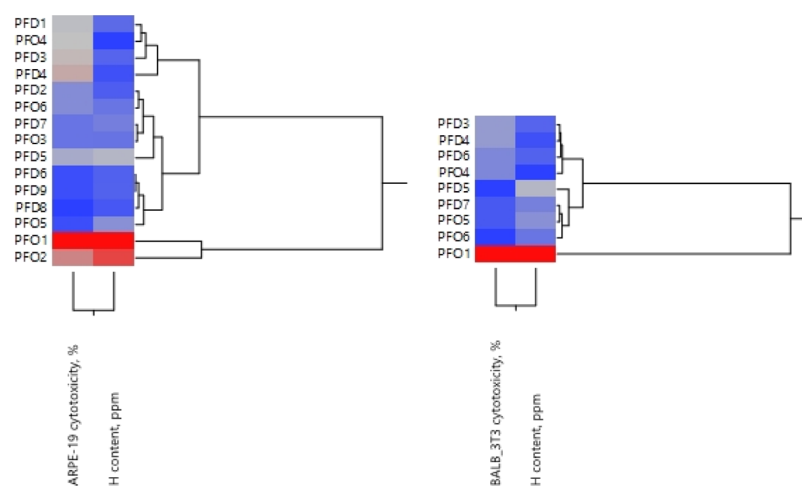 PFD1
PFO4
PFD3
PFD4
PFD2
PFO6
PFD7
PFO3
PFD5
PFD6
PFD9
PFD8
PFO5
PFO1
PFO2
ARPE-19 cytotoxicity, %
H content, ppm
PFD3
PFD4
PFD6
PFO4
PFD5
PFD7
PFO5
PFO6
PFO1
BALB_3T3 cytotoxicity, %
H content, ppm